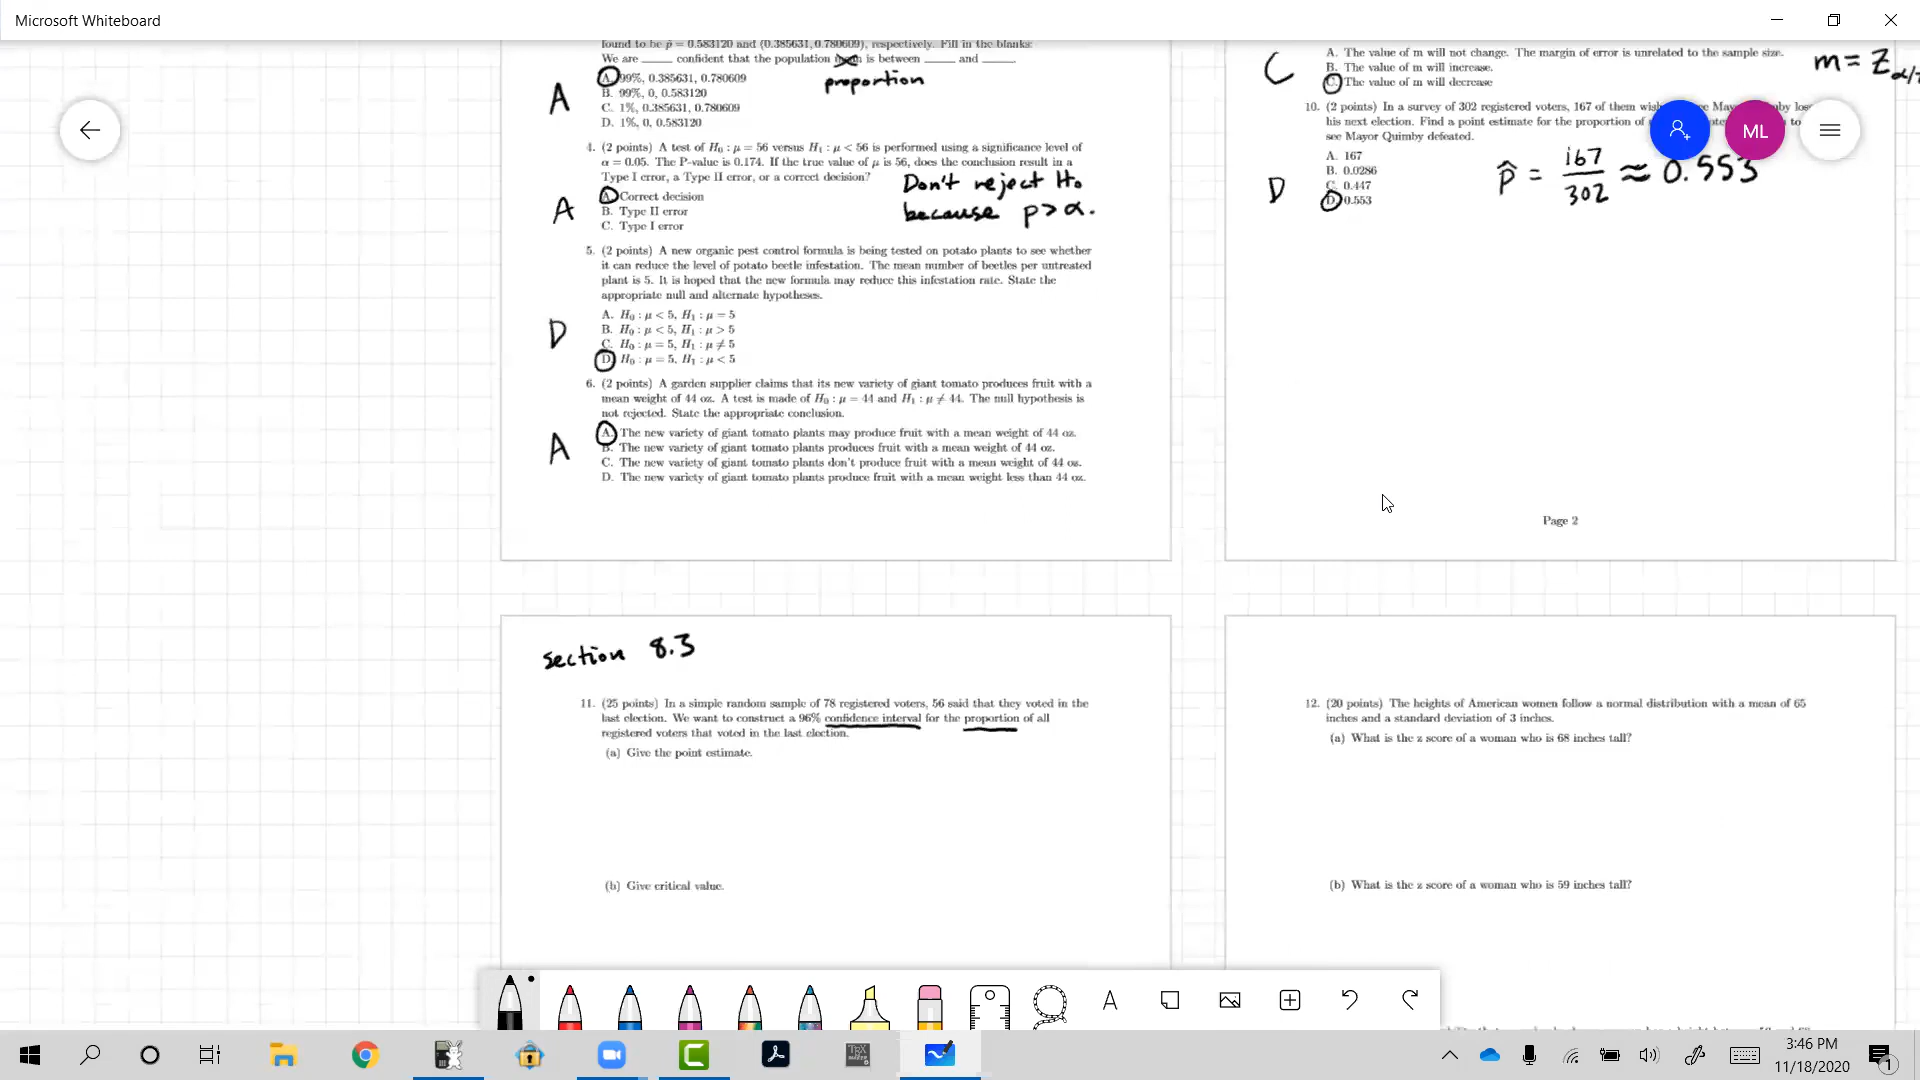 Microsoft Whiteboard
found to be p̂ = 0.583120 and (0.385631, 0.780609), respectively. Fill in the blanks:
We are _____ confident that the population mean is between _____ and _____.
proportion
A
A. 99%, 0.385631, 0.780609
B. 99%, 0, 0.583120
C. 1%, 0.385631, 0.780609
D. 1%, 0, 0.583120
4. (2 points) A test of H₀ : μ = 56 versus H₁ : μ < 56 is performed using a significance level of
α = 0.05. The P-value is 0.174. If the true value of μ is 56, does the conclusion result in a
Type I error, a Type II error, or a correct decision?
Don't reject H₀
because p > α.
A
A. Correct decision
B. Type II error
C. Type I error
5. (2 points) A new organic pest control formula is being tested on potato plants to see whether
it can reduce the level of potato beetle infestation. The mean number of beetles per untreated
plant is 5. It is hoped that the new formula may reduce this infestation rate. State the
appropriate null and alternate hypotheses.
D
A. H₀ : μ < 5, H₁ : μ = 5
B. H₀ : μ < 5, H₁ : μ > 5
C. H₀ : μ = 5, H₁ : μ ≠ 5
D. H₀ : μ = 5, H₁ : μ < 5
6. (2 points) A garden supplier claims that its new variety of giant tomato produces fruit with a
mean weight of 44 oz. A test is made of H₀ : μ = 44 and H₁ : μ ≠ 44. The null hypothesis is
not rejected. State the appropriate conclusion.
A
A. The new variety of giant tomato plants may produce fruit with a mean weight of 44 oz.
B. The new variety of giant tomato plants produces fruit with a mean weight of 44 oz.
C. The new variety of giant tomato plants don't produce fruit with a mean weight of 44 oz.
D. The new variety of giant tomato plants produce fruit with a mean weight less than 44 oz.
C
A. The value of m will not change. The margin of error is unrelated to the sample size.
B. The value of m will increase.
C. The value of m will decrease
m = Z α/
10. (2 points) In a survey of 302 registered voters, 167 of them
his next election. Find a point estimate for the proportion of
see Mayor Quimby defeated.
ML
D
A. 167
B. 0.0286
C. 0.447
D. 0.553
p̂ = 167/302 ≈ 0.553
Page 2
section 8.3
11. (25 points) In a simple random sample of 78 registered voters, 56 said that they voted in the
last election. We want to construct a 96% confidence interval for the proportion of all
registered voters that voted in the last election.
(a) Give the point estimate.
(b) Give critical value.
12. (20 points) The heights of American women follow a normal distribution with a mean of 65
inches and a standard deviation of 3 inches.
(a) What is the z score of a woman who is 68 inches tall?
(b) What is the z score of a woman who is 59 inches tall?
A
3:46 PM
11/18/2020
1